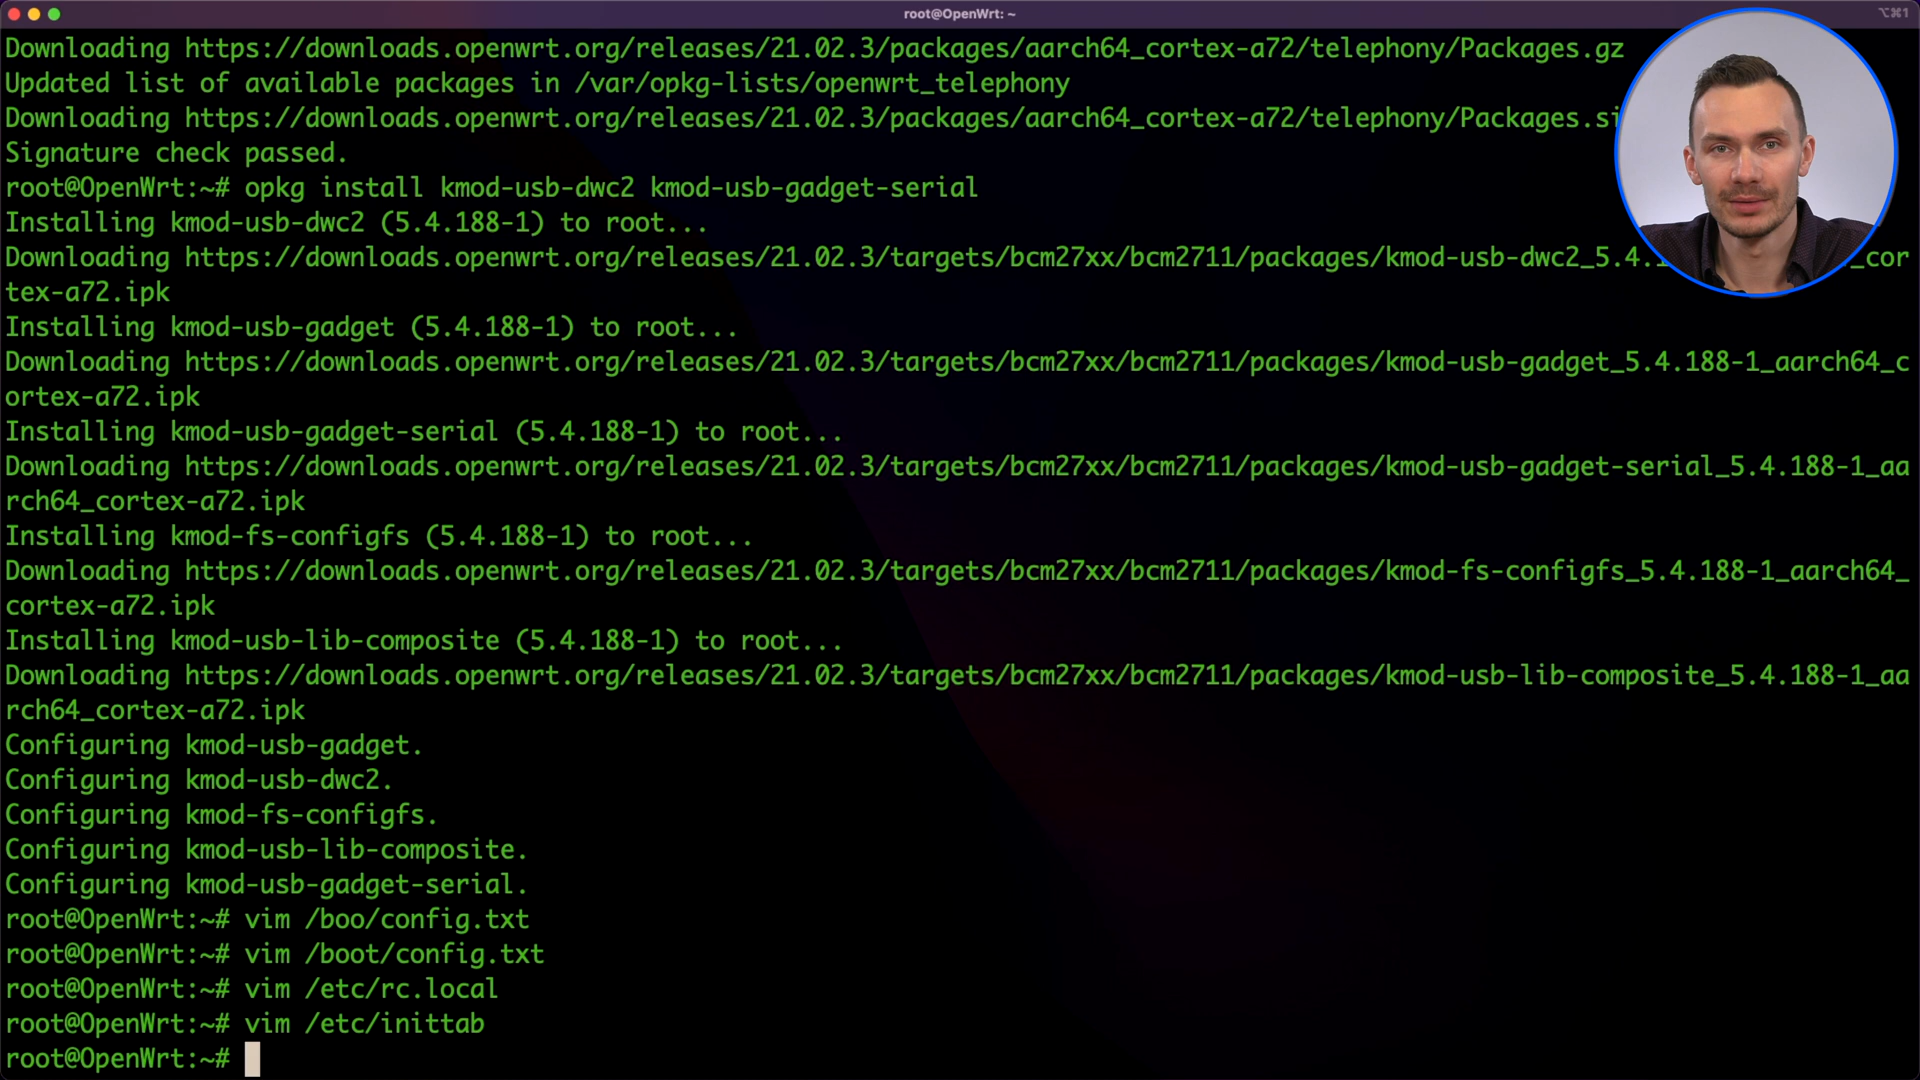 root@OpenWrt: ~
⌥⌘1
Downloading https://downloads.openwrt.org/releases/21.02.3/packages/aarch64_cortex-a72/telephony/Packages.gz
Updated list of available packages in /var/opkg-lists/openwrt_telephony
Downloading https://downloads.openwrt.org/releases/21.02.3/packages/aarch64_cortex-a72/telephony/Packages.si
Signature check passed.
root@OpenWrt:~# opkg install kmod-usb-dwc2 kmod-usb-gadget-serial
Installing kmod-usb-dwc2 (5.4.188-1) to root...
Downloading https://downloads.openwrt.org/releases/21.02.3/targets/bcm27xx/bcm2711/packages/kmod-usb-dwc2_5.4.1 _cor
tex-a72.ipk
Installing kmod-usb-gadget (5.4.188-1) to root...
Downloading https://downloads.openwrt.org/releases/21.02.3/targets/bcm27xx/bcm2711/packages/kmod-usb-gadget_5.4.188-1_aarch64_c
ortex-a72.ipk
Installing kmod-usb-gadget-serial (5.4.188-1) to root...
Downloading https://downloads.openwrt.org/releases/21.02.3/targets/bcm27xx/bcm2711/packages/kmod-usb-gadget-serial_5.4.188-1_aa
rch64_cortex-a72.ipk
Installing kmod-fs-configfs (5.4.188-1) to root...
Downloading https://downloads.openwrt.org/releases/21.02.3/targets/bcm27xx/bcm2711/packages/kmod-fs-configfs_5.4.188-1_aarch64_
cortex-a72.ipk
Installing kmod-usb-lib-composite (5.4.188-1) to root...
Downloading https://downloads.openwrt.org/releases/21.02.3/targets/bcm27xx/bcm2711/packages/kmod-usb-lib-composite_5.4.188-1_aa
rch64_cortex-a72.ipk
Configuring kmod-usb-gadget.
Configuring kmod-usb-dwc2.
Configuring kmod-fs-configfs.
Configuring kmod-usb-lib-composite.
Configuring kmod-usb-gadget-serial.
root@OpenWrt:~# vim /boo/config.txt
root@OpenWrt:~# vim /boot/config.txt
root@OpenWrt:~# vim /etc/rc.local
root@OpenWrt:~# vim /etc/inittab
root@OpenWrt:~#